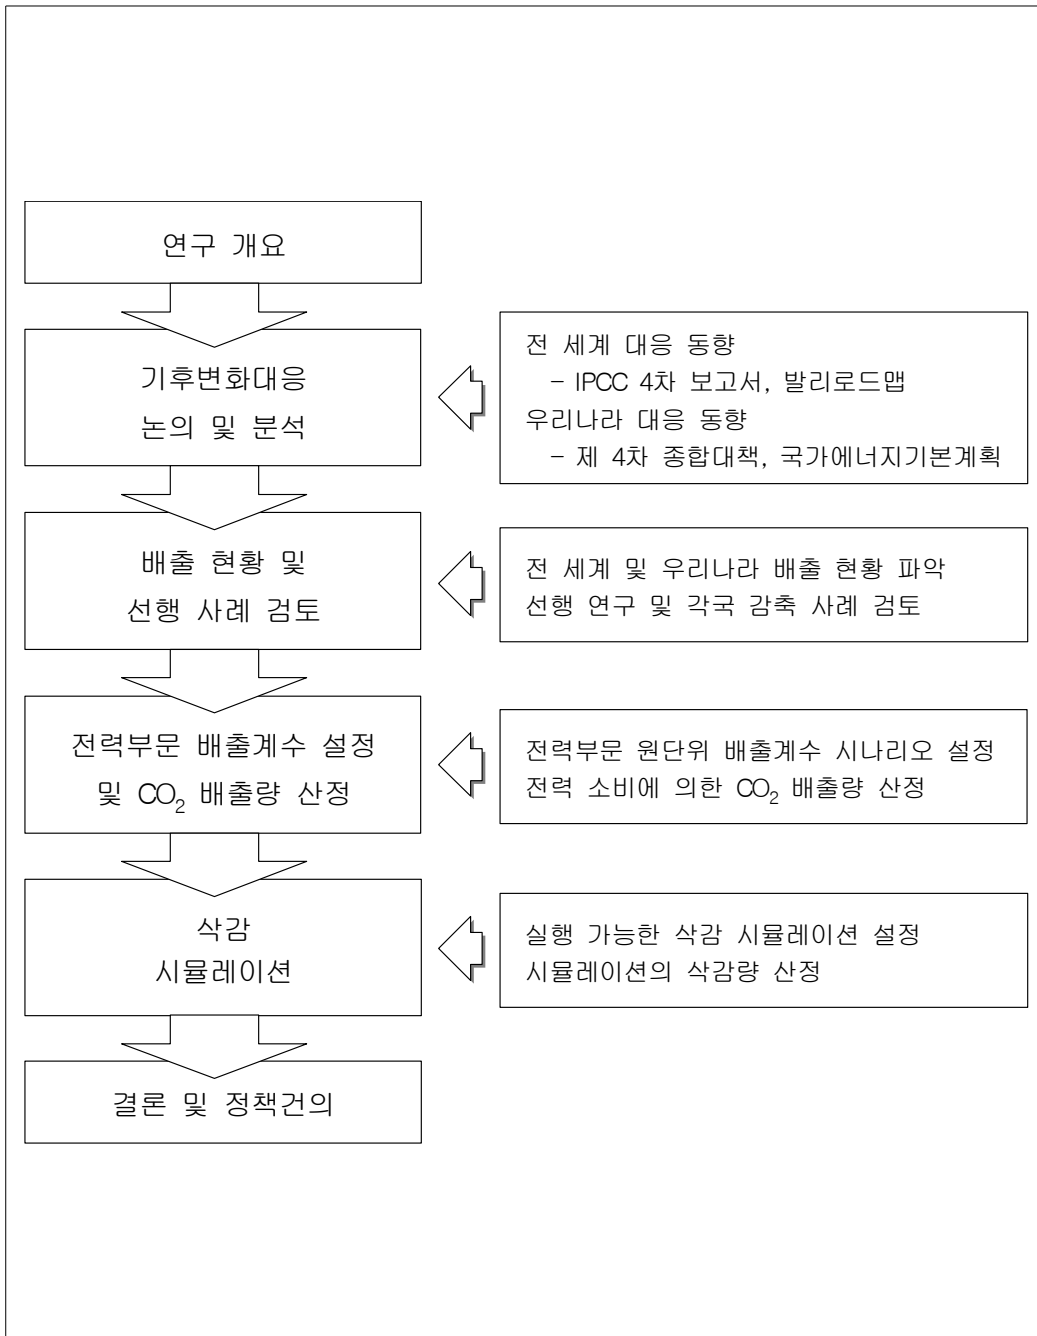 연구 개요
기후변화대응
논의 및 분석
전 세계 대응 동향
- IPCC 4차 보고서, 발리로드맵
우리나라 대응 동향
- 제 4차 종합대책, 국가에너지기본계획
배출 현황 및
선행 사례 검토
전 세계 및 우리나라 배출 현황 파악
선행 연구 및 각국 감축 사례 검토
전력부문 배출계수 설정
및 CO₂ 배출량 산정
전력부문 원단위 배출계수 시나리오 설정
전력 소비에 의한 CO₂ 배출량 산정
삭감
시뮬레이션
실행 가능한 삭감 시뮬레이션 설정
시뮬레이션의 삭감량 산정
결론 및 정책건의